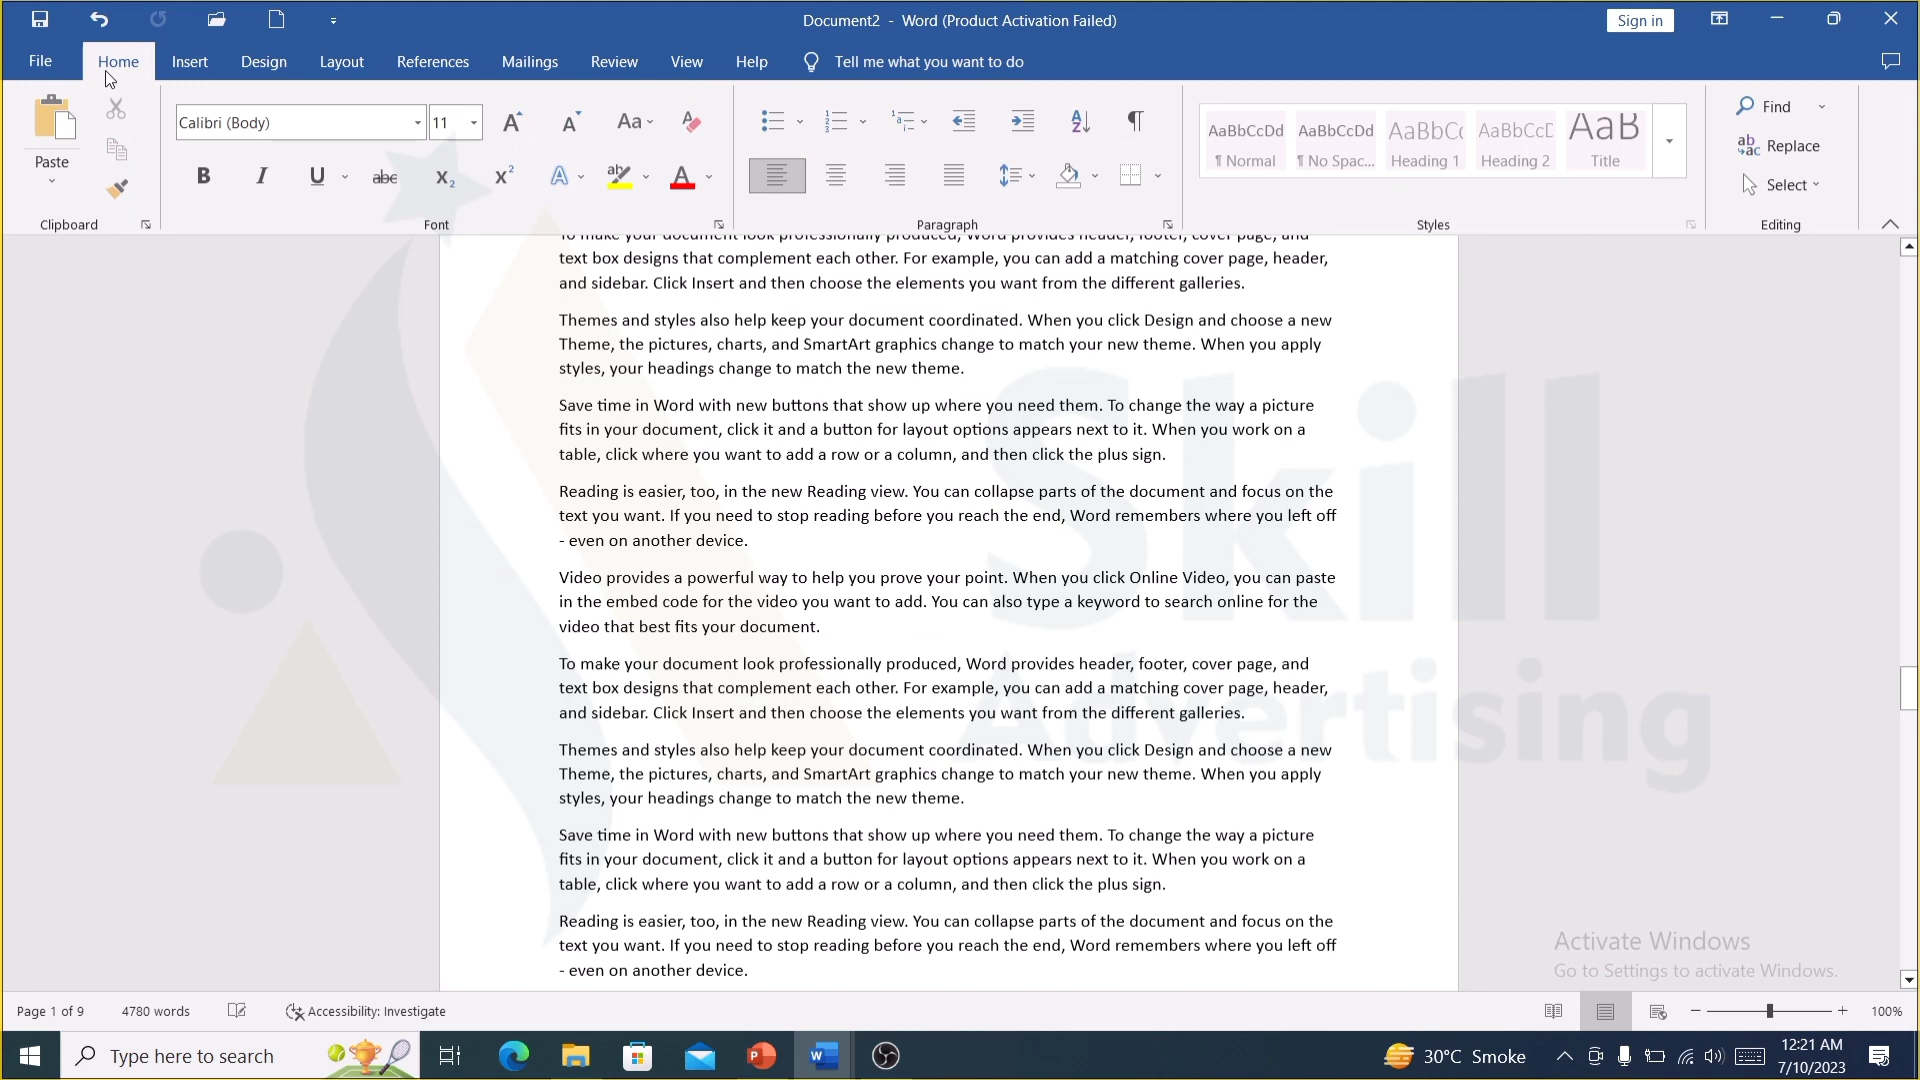 Document2 - Word (Product Activation Failed)
Sign in
File Home Insert Design Layout References Mailings Review View Help Tell me what you want to do
Calibri (Body) 11 Aa
AaBbCcDd AaBbCcDd AaBbCc AaBbCcD AaB
¶ Normal ¶ No Spac... Heading 1 Heading 2 Title
Find
Replace
Select
Paste
B I U abc X₂ X² A ab A
Clipboard Font Paragraph Styles Editing
To make your document look professionally produced, Word provides header, footer, cover page, and
text box designs that complement each other. For example, you can add a matching cover page, header,
and sidebar. Click Insert and then choose the elements you want from the different galleries.
Themes and styles also help keep your document coordinated. When you click Design and choose a new
Theme, the pictures, charts, and SmartArt graphics change to match your new theme. When you apply
styles, your headings change to match the new theme.
Save time in Word with new buttons that show up where you need them. To change the way a picture
fits in your document, click it and a button for layout options appears next to it. When you work on a
table, click where you want to add a row or a column, and then click the plus sign.
Reading is easier, too, in the new Reading view. You can collapse parts of the document and focus on the
text you want. If you need to stop reading before you reach the end, Word remembers where you left off
- even on another device.
Video provides a powerful way to help you prove your point. When you click Online Video, you can paste
in the embed code for the video you want to add. You can also type a keyword to search online for the
video that best fits your document.
To make your document look professionally produced, Word provides header, footer, cover page, and
text box designs that complement each other. For example, you can add a matching cover page, header,
and sidebar. Click Insert and then choose the elements you want from the different galleries.
Themes and styles also help keep your document coordinated. When you click Design and choose a new
Theme, the pictures, charts, and SmartArt graphics change to match your new theme. When you apply
styles, your headings change to match the new theme.
Save time in Word with new buttons that show up where you need them. To change the way a picture
fits in your document, click it and a button for layout options appears next to it. When you work on a
table, click where you want to add a row or a column, and then click the plus sign.
Reading is easier, too, in the new Reading view. You can collapse parts of the document and focus on the
text you want. If you need to stop reading before you reach the end, Word remembers where you left off
- even on another device.
Skill
Advertising
Activate Windows
Go to Settings to activate Windows.
Page 1 of 9 4780 words Accessibility: Investigate 100%
Type here to search
30°C Smoke
12:21 AM
7/10/2023